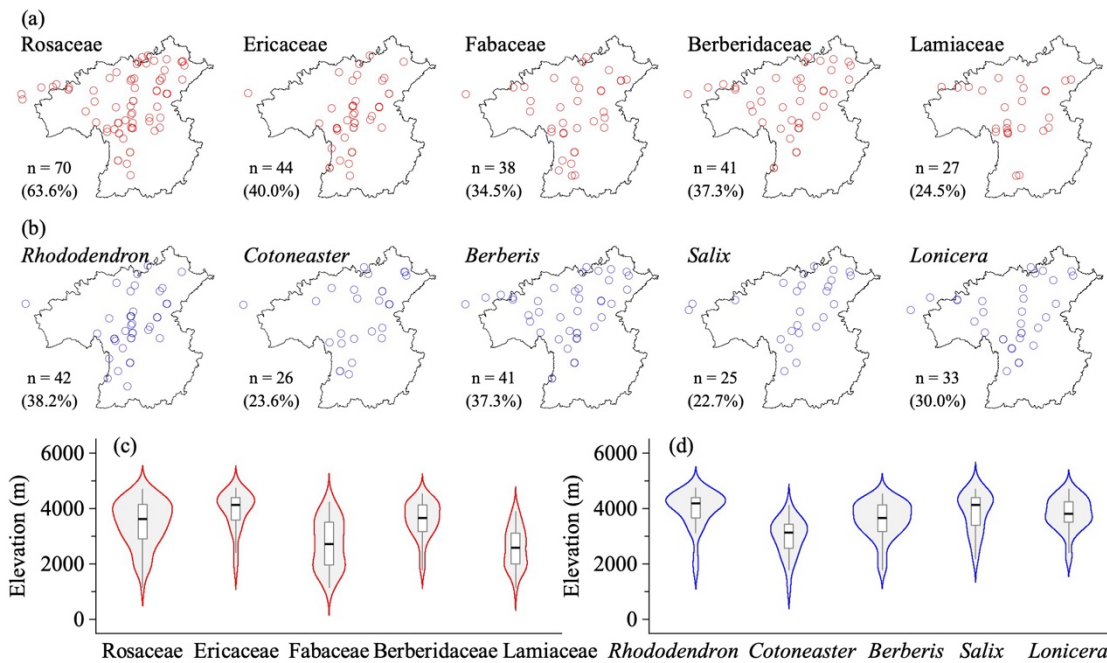 (a)
Rosaceae Ericaceae Fabaceae Berberidaceae Lamiaceae
n = 70 n = 44 n = 38 n = 41 n = 27
(63.6%) (40.0%) (34.5%) (37.3%) (24.5%)
(b)
Rhododendron Cotoneaster Berberis Salix Lonicera
n = 42 n = 26 n = 41 n = 25 n = 33
(38.2%) (23.6%) (37.3%) (22.7%) (30.0%)
(c)
Elevation (m)
6000
4000
2000
0
Rosaceae Ericaceae Fabaceae Berberidaceae Lamiaceae
(d)
Elevation (m)
6000
4000
2000
0
Rhododendron Cotoneaster Berberis Salix Lonicera